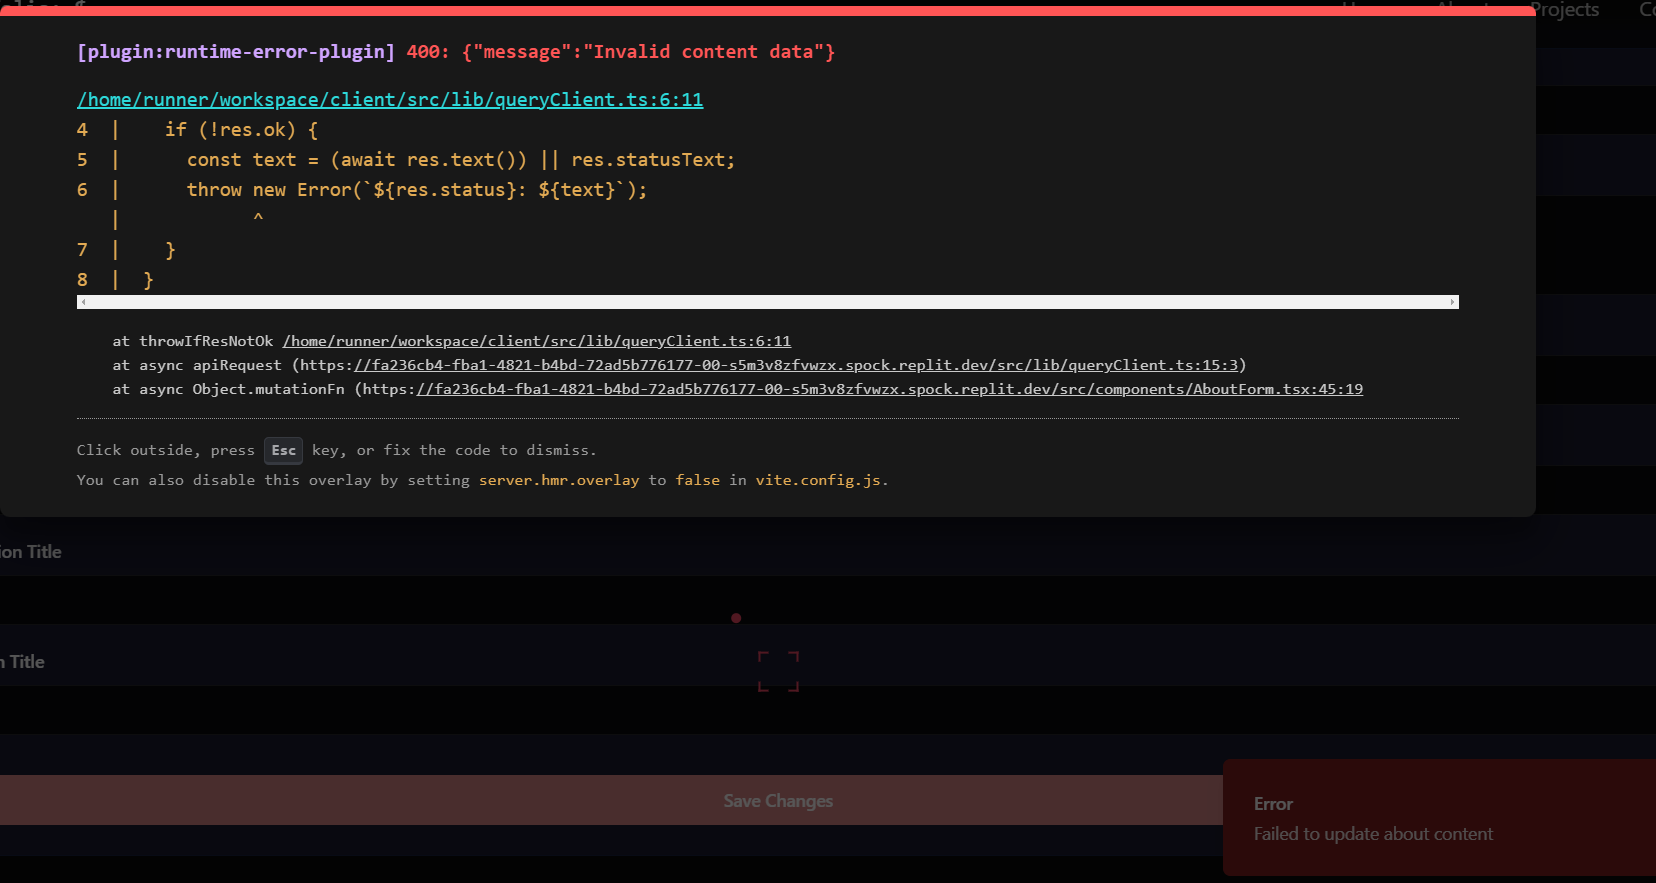 Projects
[plugin:runtime-error-plugin] 400: {"message":"Invalid content data"}
/home/runner/workspace/client/src/lib/queryClient.ts:6:11
4 | if (!res.ok) {
5 | const text = (await res.text()) || res.statusText;
6 | throw new Error(`${res.status}: ${text}`);
| ^
7 | }
8 | }
at throwIfResNotOk /home/runner/workspace/client/src/lib/queryClient.ts:6:11
at async apiRequest (https://fa236cb4-fba1-4821-b4bd-72ad5b776177-00-s5m3v8zfvwzx.spock.replit.dev/src/lib/queryClient.ts:15:3)
at async Object.mutationFn (https://fa236cb4-fba1-4821-b4bd-72ad5b776177-00-s5m3v8zfvwzx.spock.replit.dev/src/components/AboutForm.tsx:45:19
Click outside, press Esc key, or fix the code to dismiss.
You can also disable this overlay by setting server.hmr.overlay to false in vite.config.js.
ion Title
n Title
Save Changes
Error
Failed to update about content